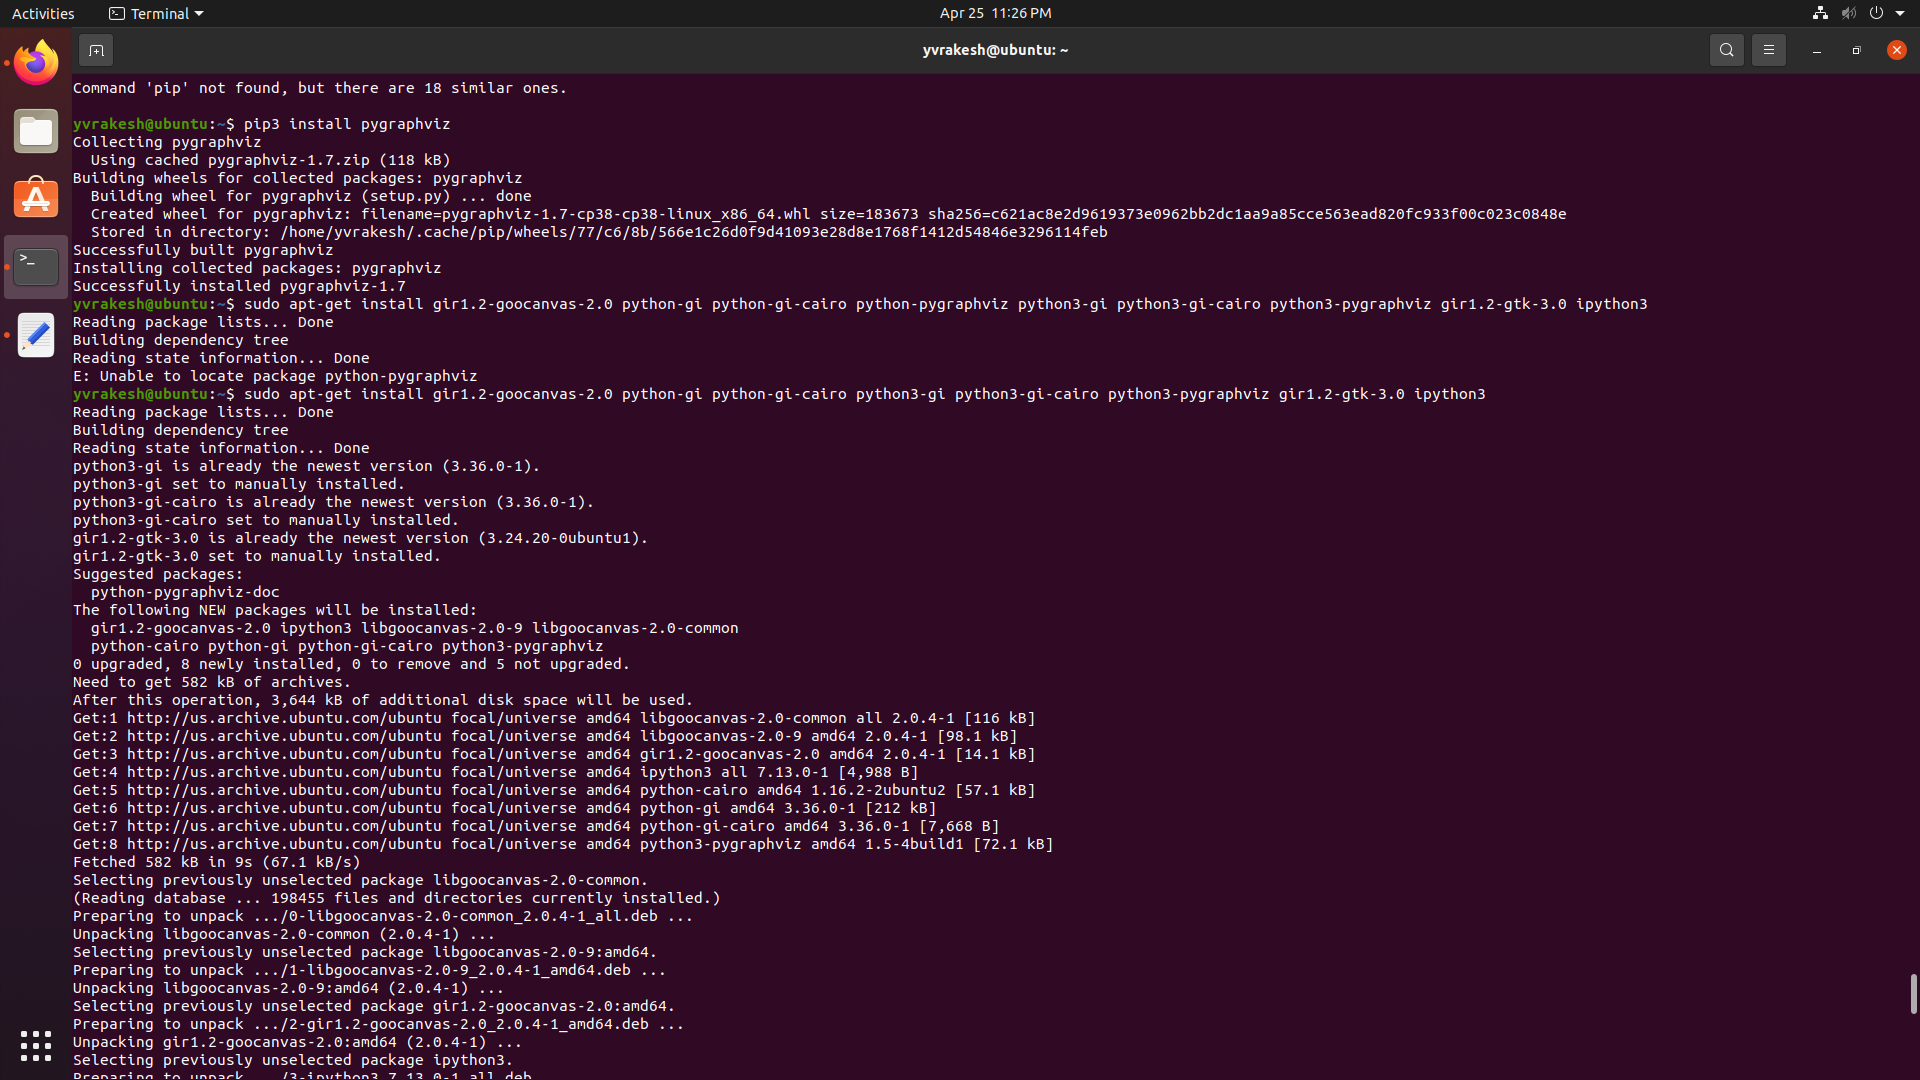 Activities
Terminal
Apr 25 11:26 PM
yvrakesh@ubuntu: ~
Command 'pip' not found, but there are 18 similar ones.
yvrakesh@ubuntu:~$ pip3 install pygraphviz
Collecting pygraphviz
  Using cached pygraphviz-1.7.zip (118 kB)
Building wheels for collected packages: pygraphviz
  Building wheel for pygraphviz (setup.py) ... done
  Created wheel for pygraphviz: filename=pygraphviz-1.7-cp38-cp38-linux_x86_64.whl size=183673 sha256=c621ac8e2d9619373e0962bb2dc1aa9a85cce563ead820fc933f00c023c0848e
  Stored in directory: /home/yvrakesh/.cache/pip/wheels/77/c6/8b/566e1c26d0f9d41093e28d8e1768f1412d54846e3296114feb
Successfully built pygraphviz
Installing collected packages: pygraphviz
Successfully installed pygraphviz-1.7
yvrakesh@ubuntu:~$ sudo apt-get install gir1.2-goocanvas-2.0 python-gi python-gi-cairo python-pygraphviz python3-gi python3-gi-cairo python3-pygraphviz gir1.2-gtk-3.0 ipython3
Reading package lists... Done
Building dependency tree
Reading state information... Done
E: Unable to locate package python-pygraphviz
yvrakesh@ubuntu:~$ sudo apt-get install gir1.2-goocanvas-2.0 python-gi python-gi-cairo python3-gi python3-gi-cairo python3-pygraphviz gir1.2-gtk-3.0 ipython3
Reading package lists... Done
Building dependency tree
Reading state information... Done
python3-gi is already the newest version (3.36.0-1).
python3-gi set to manually installed.
python3-gi-cairo is already the newest version (3.36.0-1).
python3-gi-cairo set to manually installed.
gir1.2-gtk-3.0 is already the newest version (3.24.20-0ubuntu1).
gir1.2-gtk-3.0 set to manually installed.
Suggested packages:
  python-pygraphviz-doc
The following NEW packages will be installed:
  gir1.2-goocanvas-2.0 ipython3 libgoocanvas-2.0-9 libgoocanvas-2.0-common
  python-cairo python-gi python-gi-cairo python3-pygraphviz
0 upgraded, 8 newly installed, 0 to remove and 5 not upgraded.
Need to get 582 kB of archives.
After this operation, 3,644 kB of additional disk space will be used.
Get:1 http://us.archive.ubuntu.com/ubuntu focal/universe amd64 libgoocanvas-2.0-common all 2.0.4-1 [116 kB]
Get:2 http://us.archive.ubuntu.com/ubuntu focal/universe amd64 libgoocanvas-2.0-9 amd64 2.0.4-1 [98.1 kB]
Get:3 http://us.archive.ubuntu.com/ubuntu focal/universe amd64 gir1.2-goocanvas-2.0 amd64 2.0.4-1 [14.1 kB]
Get:4 http://us.archive.ubuntu.com/ubuntu focal/universe amd64 ipython3 all 7.13.0-1 [4,988 B]
Get:5 http://us.archive.ubuntu.com/ubuntu focal/universe amd64 python-cairo amd64 1.16.2-2ubuntu2 [57.1 kB]
Get:6 http://us.archive.ubuntu.com/ubuntu focal/universe amd64 python-gi amd64 3.36.0-1 [212 kB]
Get:7 http://us.archive.ubuntu.com/ubuntu focal/universe amd64 python-gi-cairo amd64 3.36.0-1 [7,668 B]
Get:8 http://us.archive.ubuntu.com/ubuntu focal/universe amd64 python3-pygraphviz amd64 1.5-4build1 [72.1 kB]
Fetched 582 kB in 9s (67.1 kB/s)
Selecting previously unselected package libgoocanvas-2.0-common.
(Reading database ... 198455 files and directories currently installed.)
Preparing to unpack .../0-libgoocanvas-2.0-common_2.0.4-1_all.deb ...
Unpacking libgoocanvas-2.0-common (2.0.4-1) ...
Selecting previously unselected package libgoocanvas-2.0-9:amd64.
Preparing to unpack .../1-libgoocanvas-2.0-9_2.0.4-1_amd64.deb ...
Unpacking libgoocanvas-2.0-9:amd64 (2.0.4-1) ...
Selecting previously unselected package gir1.2-goocanvas-2.0:amd64.
Preparing to unpack .../2-gir1.2-goocanvas-2.0_2.0.4-1_amd64.deb ...
Unpacking gir1.2-goocanvas-2.0:amd64 (2.0.4-1) ...
Selecting previously unselected package ipython3.
Preparing to unpack .../3-ipython3_7.13.0-1_all.deb ...